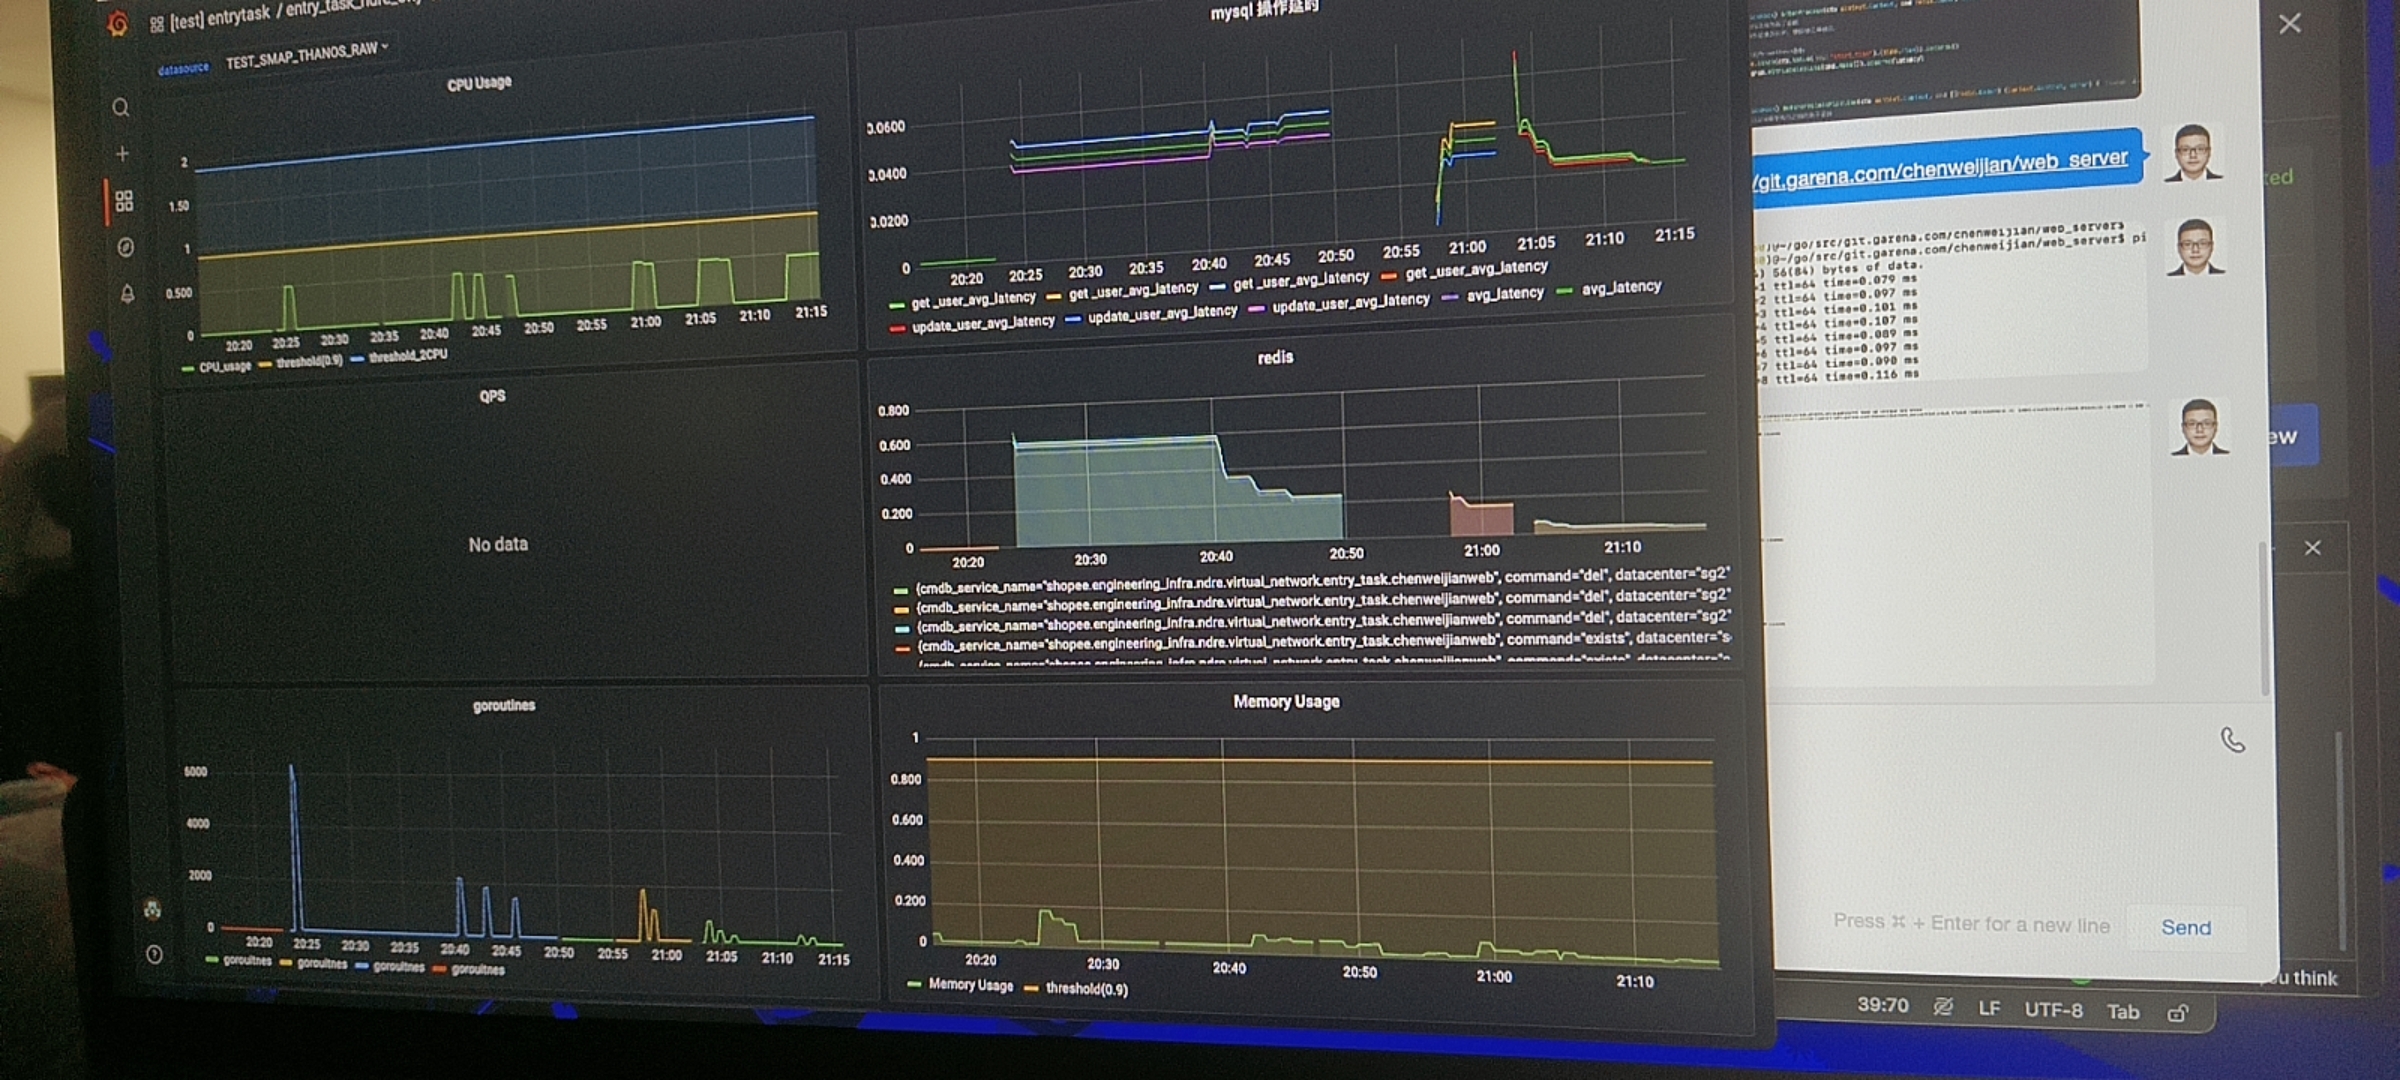 [test] entrytask /
datasource TEST_SMAP_THANOS_RAW
CPU Usage
2
1.50
1
0.500
0
20:20 20:25 20:30 20:35 20:40 20:45 20:50 20:55 21:00 21:05 21:10 21:15
CPU_usage threshold(0.9) threshold_2CPU
mysql 操作延时
0.0600
0.0400
0.0200
0
20:20 20:25 20:30 20:35 20:40 20:45 20:50 20:55 21:00 21:05 21:10 21:15
get_user_avg_latency get_user_avg_latency get_user_avg_latency get_user_avg_latency
update_user_avg_latency update_user_avg_latency update_user_avg_latency avg_latency avg_latency
QPS
No data
redis
0.800
0.600
0.400
0.200
0
20:20 20:30 20:40 20:50 21:00 21:10
{cmdb_service_name="shopee.engineering_infra.ndre.virtual_network.entry_task.chenweijianweb", command="del", datacenter="sg2"
{cmdb_service_name="shopee.engineering_infra.ndre.virtual_network.entry_task.chenweijianweb", command="del", datacenter="sg2"
{cmdb_service_name="shopee.engineering_infra.ndre.virtual_network.entry_task.chenweijianweb", command="del", datacenter="sg2"
{cmdb_service_name="shopee.engineering_infra.ndre.virtual_network.entry_task.chenweijianweb", command="exists", datacenter="s
goroutines
6000
4000
2000
0
20:20 20:25 20:30 20:35 20:40 20:45 20:50 20:55 21:00 21:05 21:10 21:15
goroultnes goroultnes goroultnes goroultnes
Memory Usage
1
0.800
0.600
0.400
0.200
0
20:20 20:30 20:40 20:50 21:00 21:10
Memory Usage threshold(0.9)
/git.garena.com/chenweijian/web_server
)@~/go/src/git.garena.com/chenweijian/web_server$
)@~/go/src/git.garena.com/chenweijian/web_server$ pi
) 56(84) bytes of data.
1 ttl=64 time=0.079 ms
2 ttl=64 time=0.097 ms
3 ttl=64 time=0.101 ms
4 ttl=64 time=0.107 ms
5 ttl=64 time=0.089 ms
6 ttl=64 time=0.097 ms
7 ttl=64 time=0.090 ms
8 ttl=64 time=0.116 ms
ted
ew
Press ⌘ + Enter for a new line Send
u think
39:70 LF UTF-8 Tab